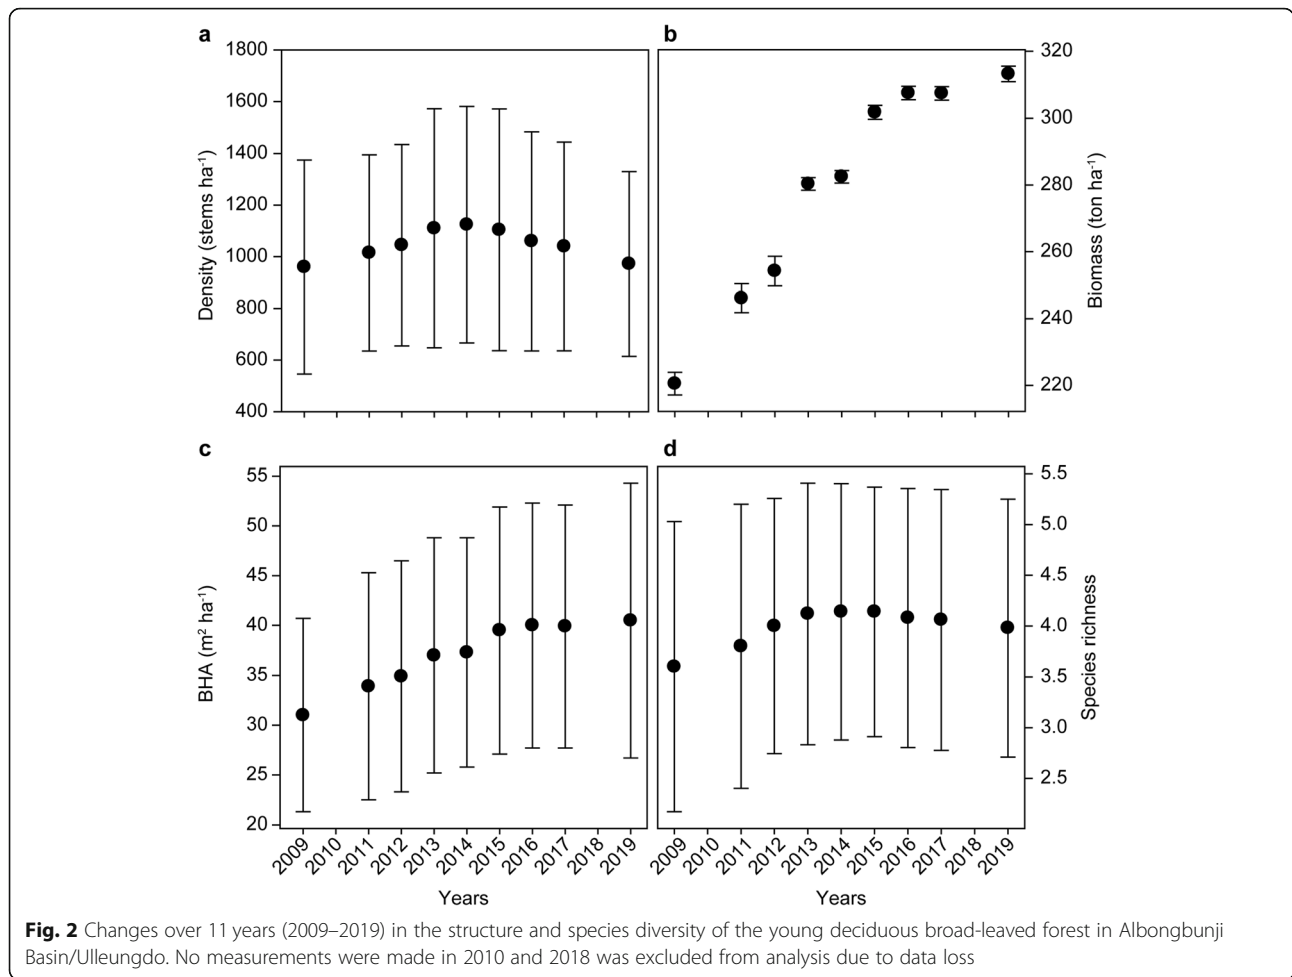 a
1800
1600
1400
1200
1000
800
600
400
Density (stems ha⁻¹)
b
320
300
280
260
240
220
Biomass (ton ha⁻¹)
c
55
50
45
40
35
30
25
20
BHA (m² ha⁻¹)
2009 2010 2011 2012 2013 2014 2015 2016 2017 2018 2019
Years
d
5.5
5.0
4.5
4.0
3.5
3.0
2.5
Species richness
2009 2010 2011 2012 2013 2014 2015 2016 2017 2018 2019
Years
Fig. 2 Changes over 11 years (2009–2019) in the structure and species diversity of the young deciduous broad-leaved forest in Albongbunji
Basin/Ulleungdo. No measurements were made in 2010 and 2018 was excluded from analysis due to data loss